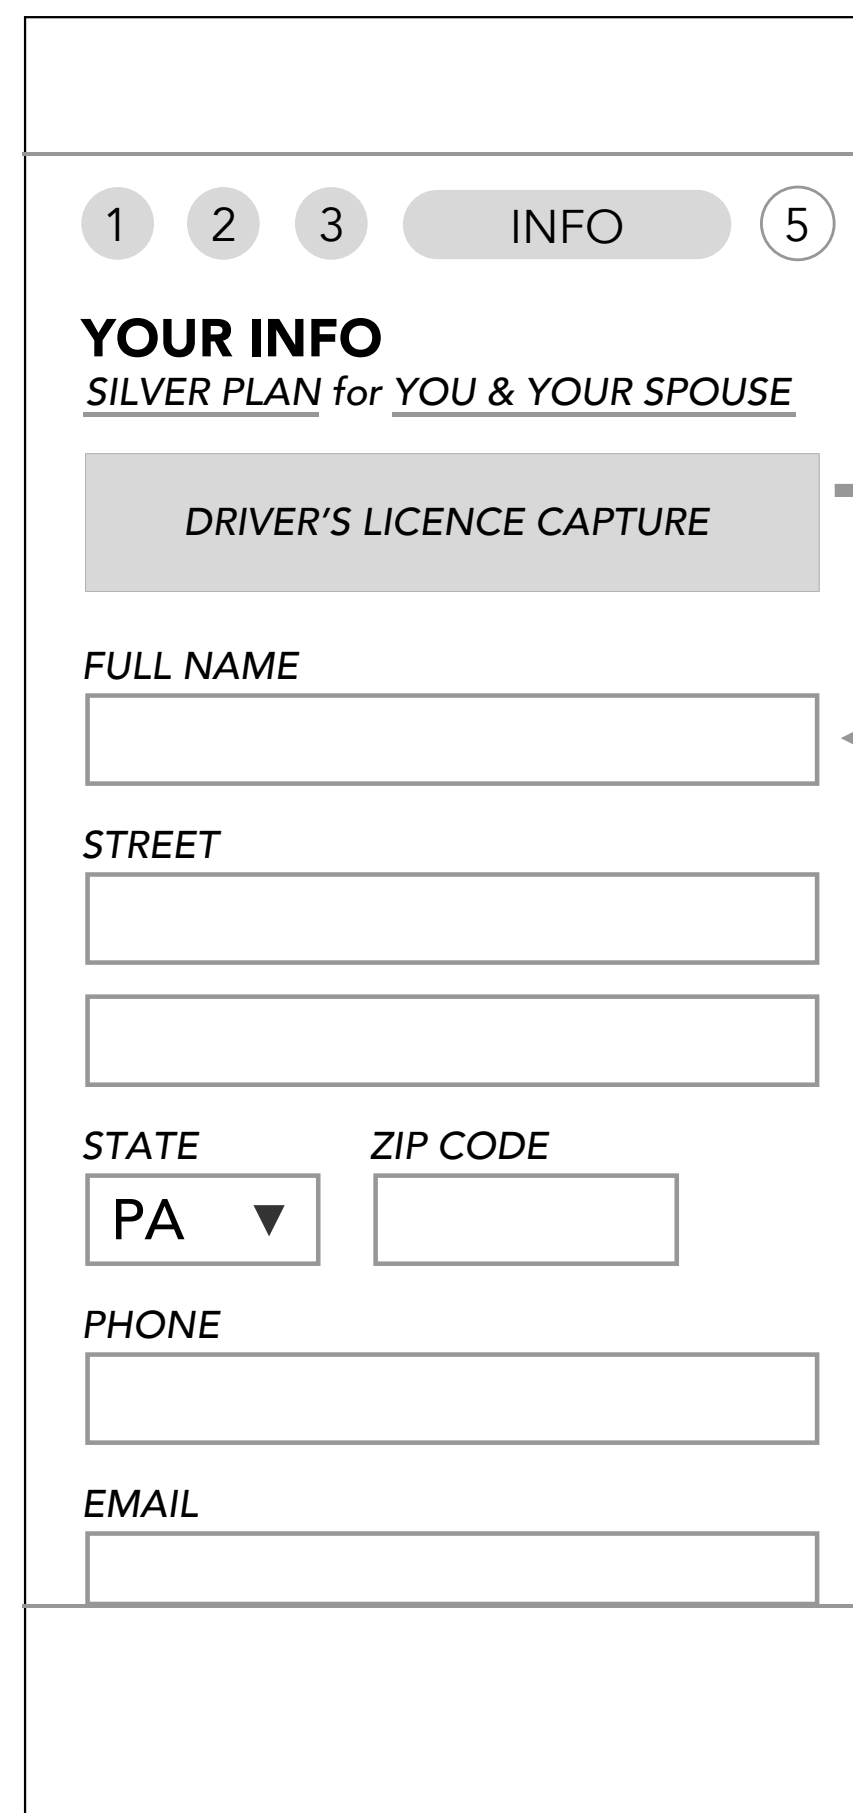 1 2 3 INFO 5
YOUR INFO
SILVER PLAN for YOU & YOUR SPOUSE
DRIVER’S LICENCE CAPTURE
FULL NAME
STREET
STATE ZIP CODE
PA
PHONE
EMAIL